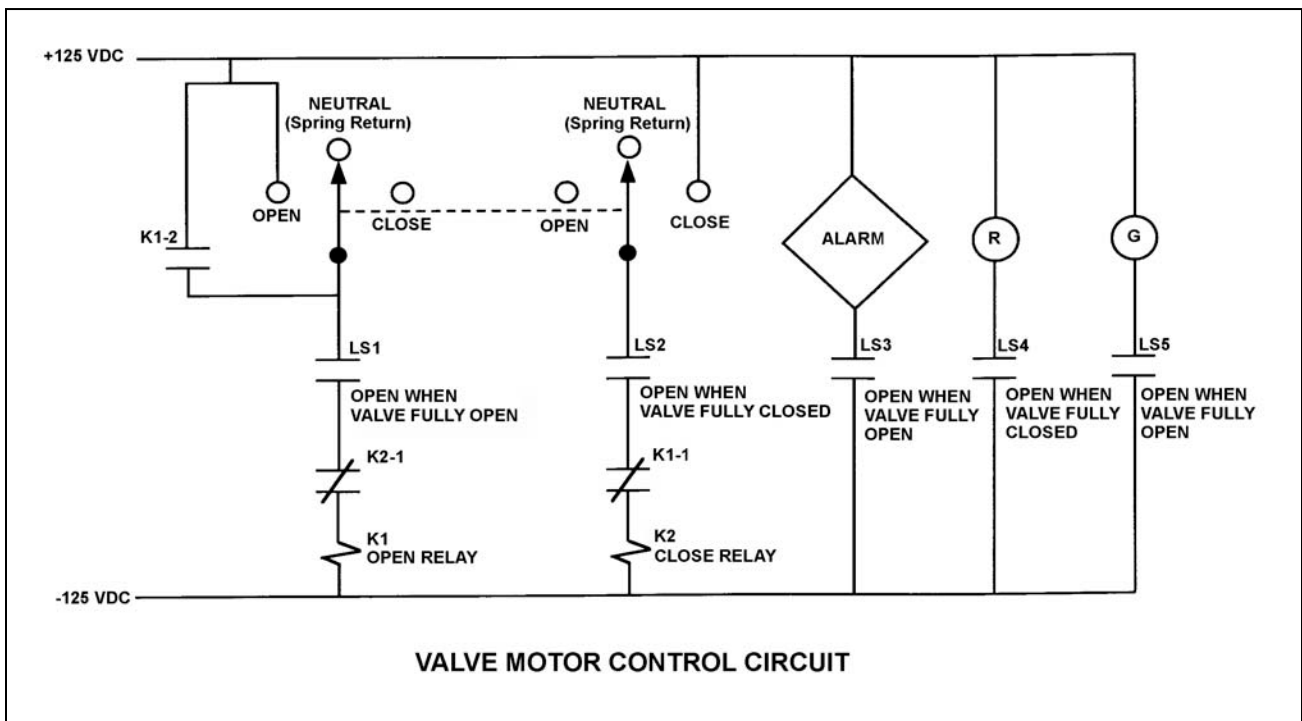 +125 VDC
NEUTRAL
(Spring Return)
NEUTRAL
(Spring Return)
OPEN
CLOSE
OPEN
CLOSE
K1-2
ALARM
R
G
LS1
OPEN WHEN
VALVE FULLY OPEN
LS2
OPEN WHEN
VALVE FULLY CLOSED
LS3
OPEN WHEN
VALVE FULLY
OPEN
LS4
OPEN WHEN
VALVE FULLY
CLOSED
LS5
OPEN WHEN
VALVE FULLY
OPEN
K2-1
K1-1
K1
OPEN RELAY
K2
CLOSE RELAY
-125 VDC
VALVE MOTOR CONTROL CIRCUIT